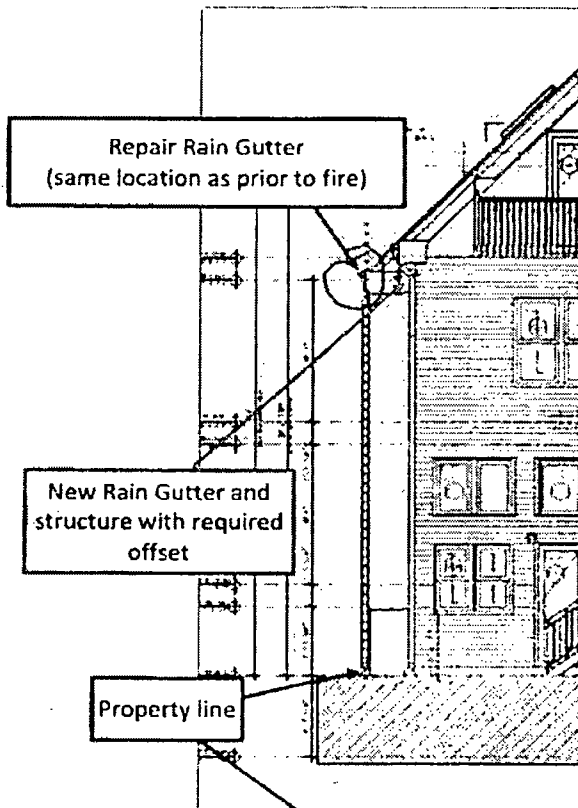 Repair Rain Gutter
(same location as prior to fire)
New Rain Gutter and
structure with required
offset
Property line